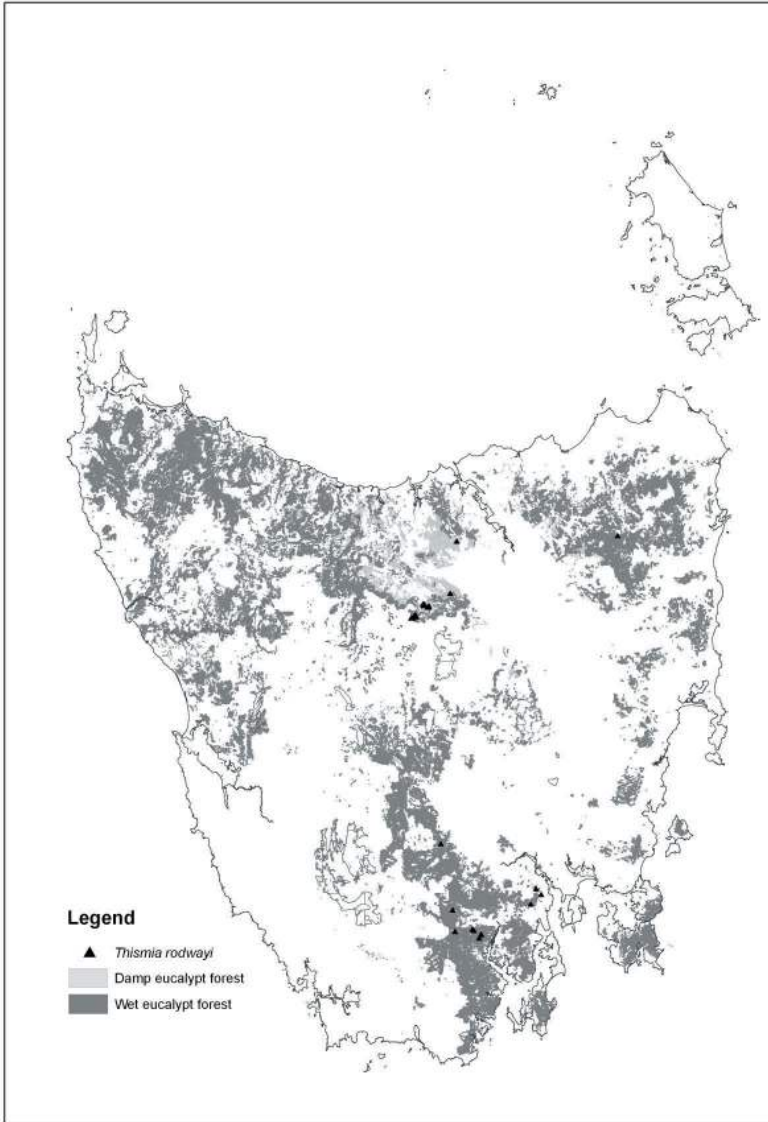 Legend
Thismia rodwayi
Damp eucalypt forest
Wet eucalypt forest